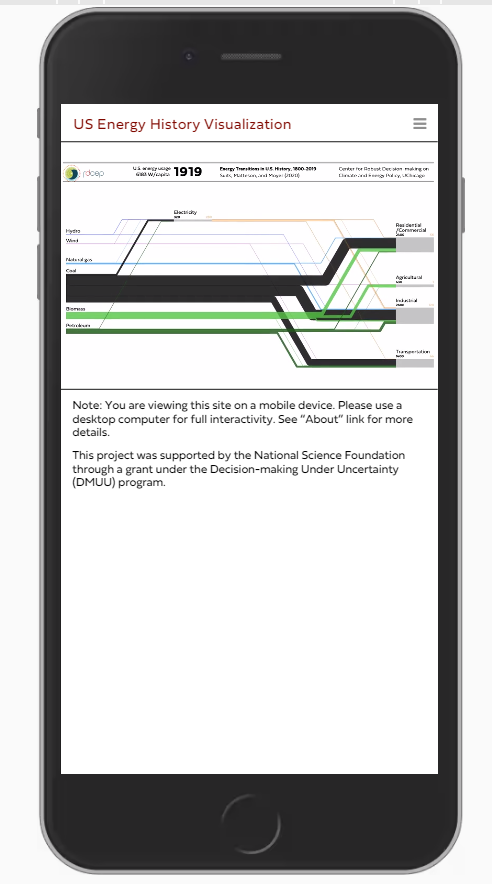 US Energy History Visualization
rdcep
U.S. energy usage
6183 W/capita
1919
Energy Transitions in U.S. History, 1800-2019
Suits, Matteson, and Moyer (2020)
Center for Robust Decision-making on
Climate and Energy Policy, UChicago
Electricity
Hydro
Wind
Natural gas
Coal
Biomass
Petroleum
Residential
/Commercial
Agricultural
Industrial
Transportation
Note: You are viewing this site on a mobile device. Please use a
desktop computer for full interactivity. See “About” link for more
details.
This project was supported by the National Science Foundation
through a grant under the Decision-making Under Uncertainty
(DMUU) program.